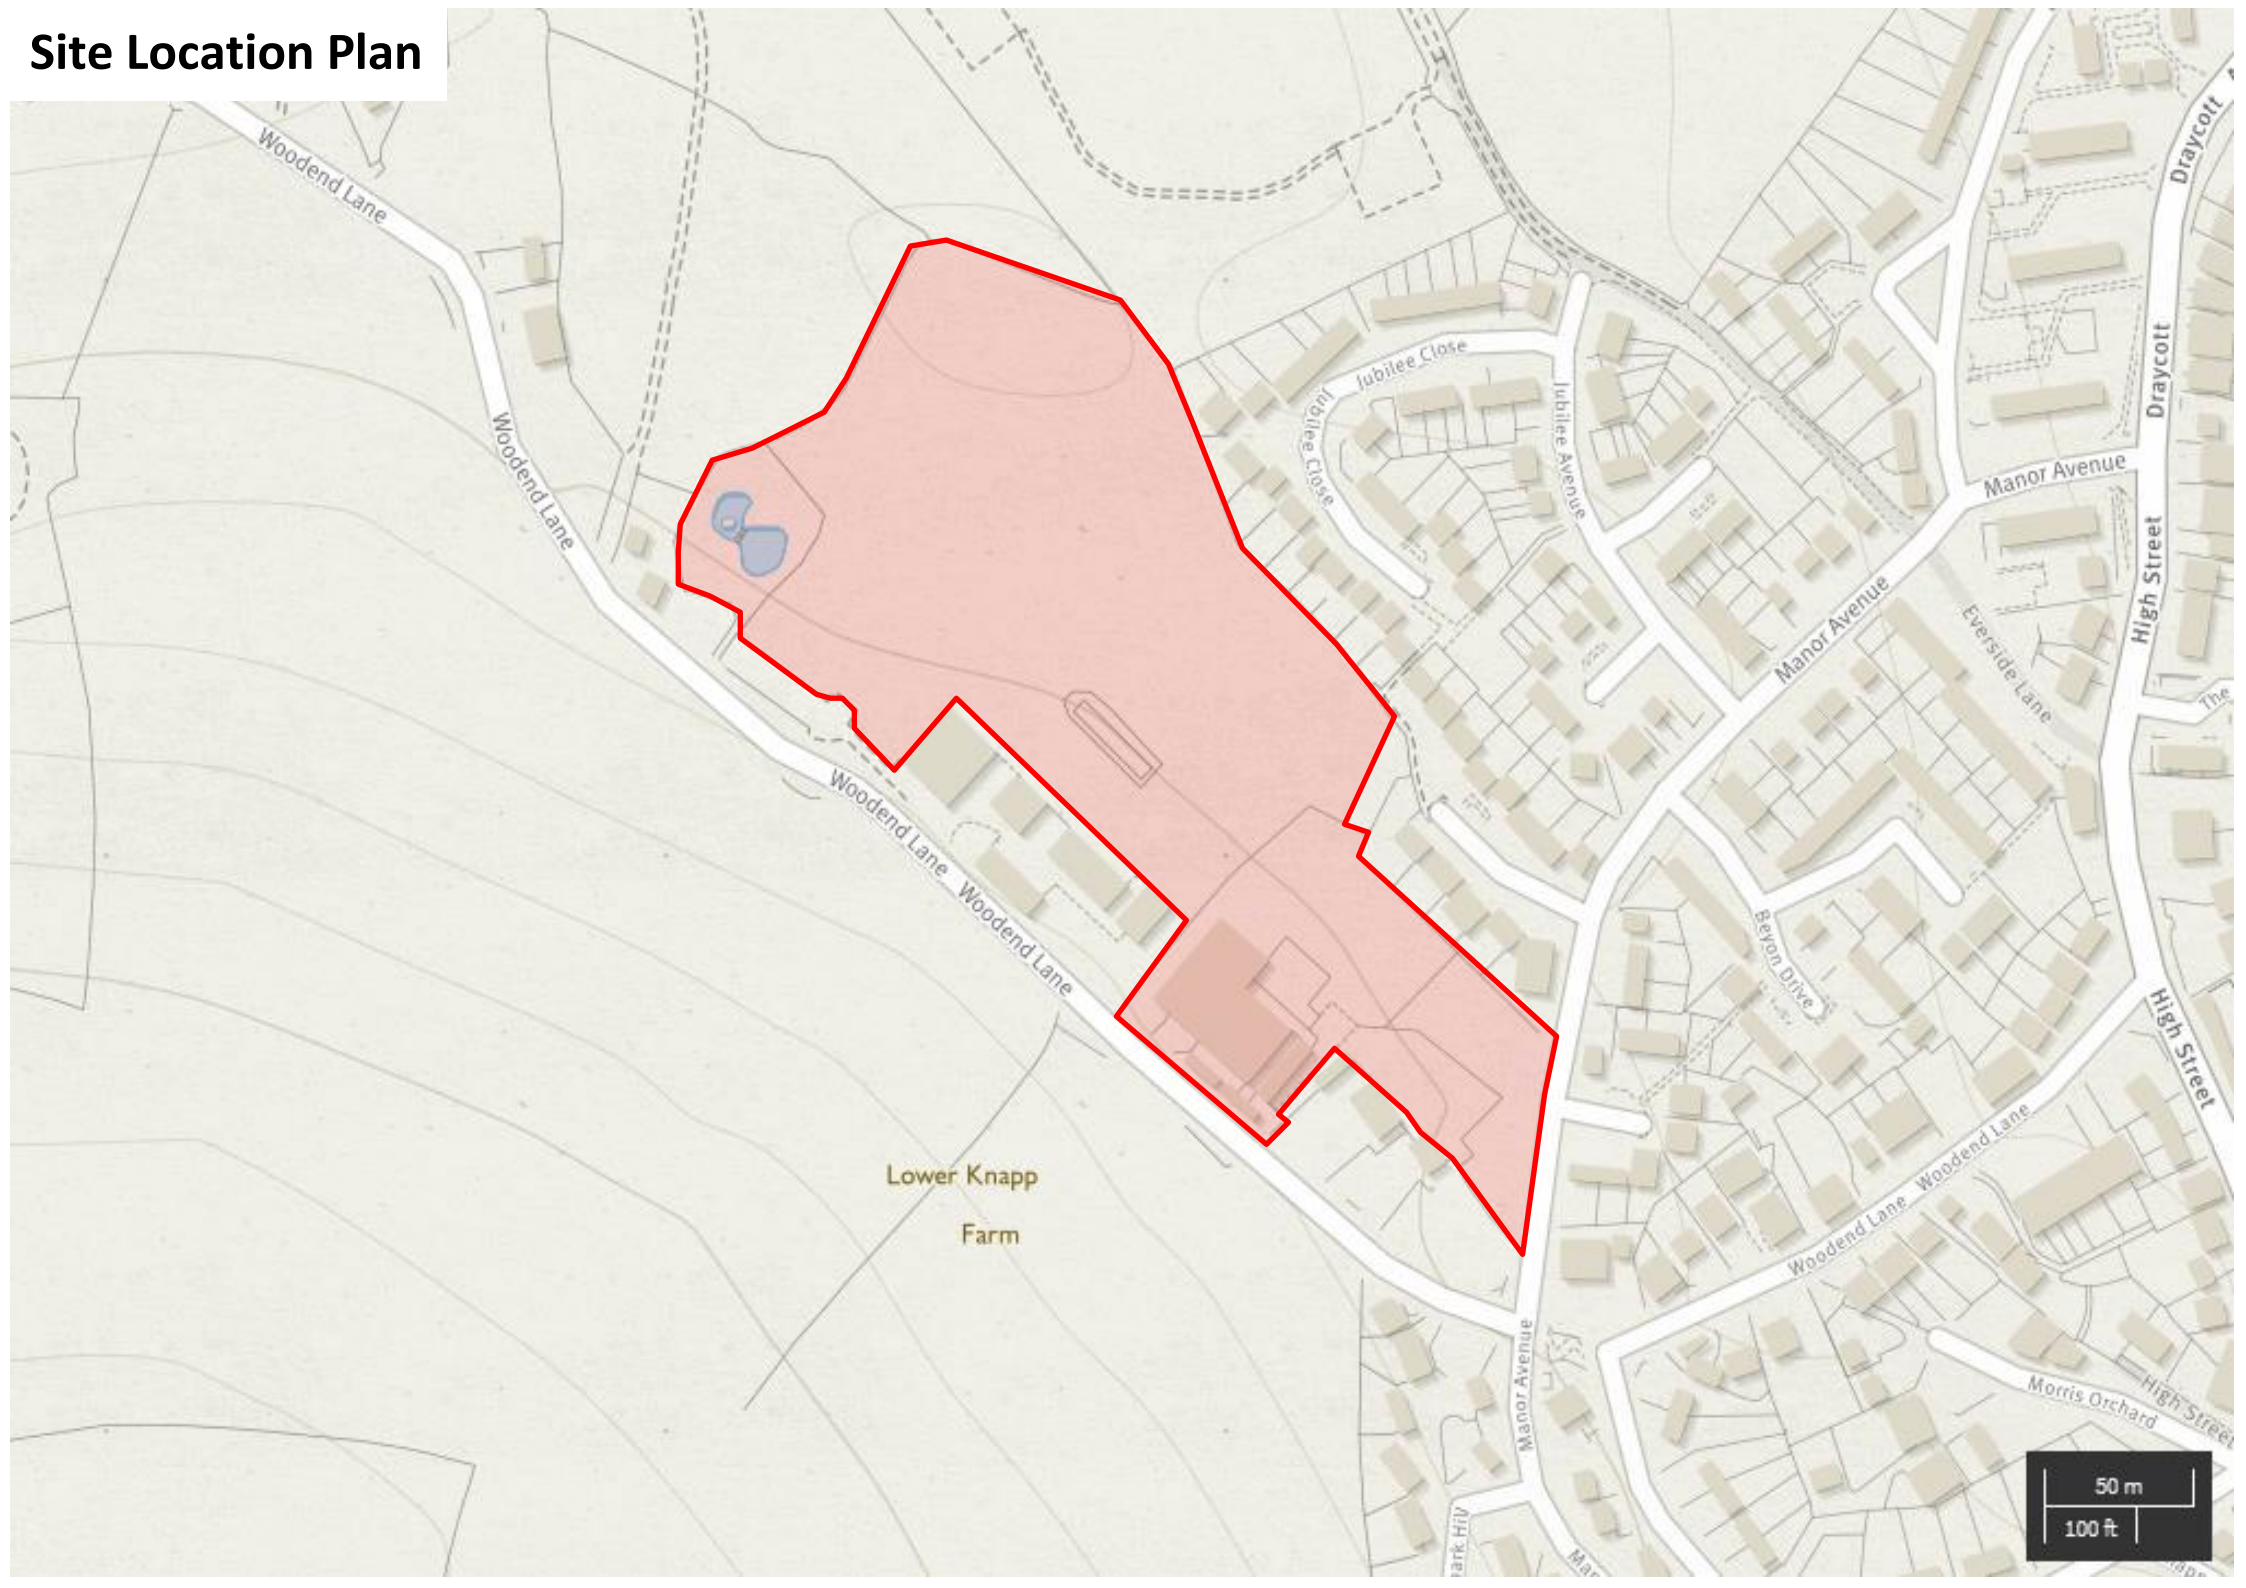 Site Location Plan
Woodend Lane
Draycott
Jubilee Close
Draycott
Jubilee Close
Jubilee Avenue
Woodend Lane
Manor Avenue
High Street
Manor Avenue
Everside Lane
The
Woodend Lane
Woodend Lane
Beyon Drive
High Street
Woodend Lane
Woodend Lane
Lower Knapp
Farm
Manor Avenue
Morris Orchard
High Street
50 m
100 ft